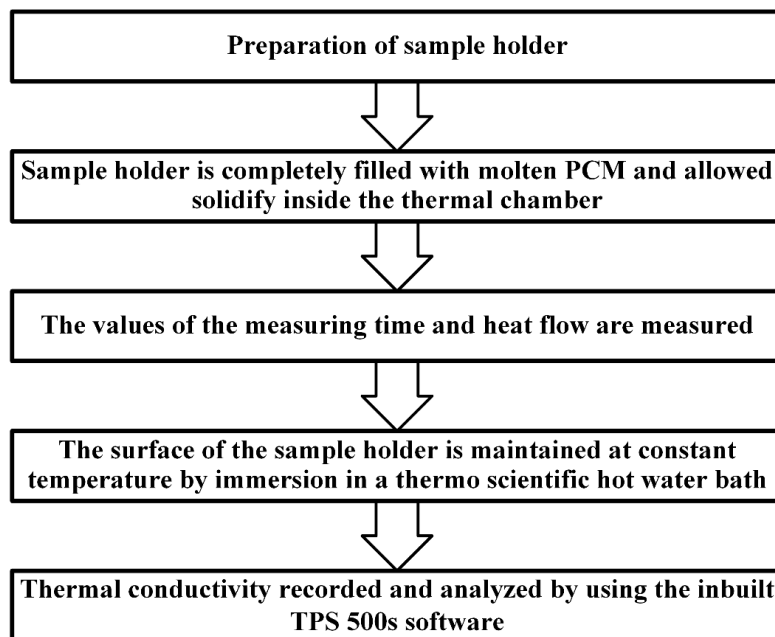 Preparation of sample holder
Sample holder is completely filled with molten PCM and allowed
solidify inside the thermal chamber
The values of the measuring time and heat flow are measured
The surface of the sample holder is maintained at constant
temperature by immersion in a thermo scientific hot water bath
Thermal conductivity recorded and analyzed by using the inbuilt
TPS 500s software